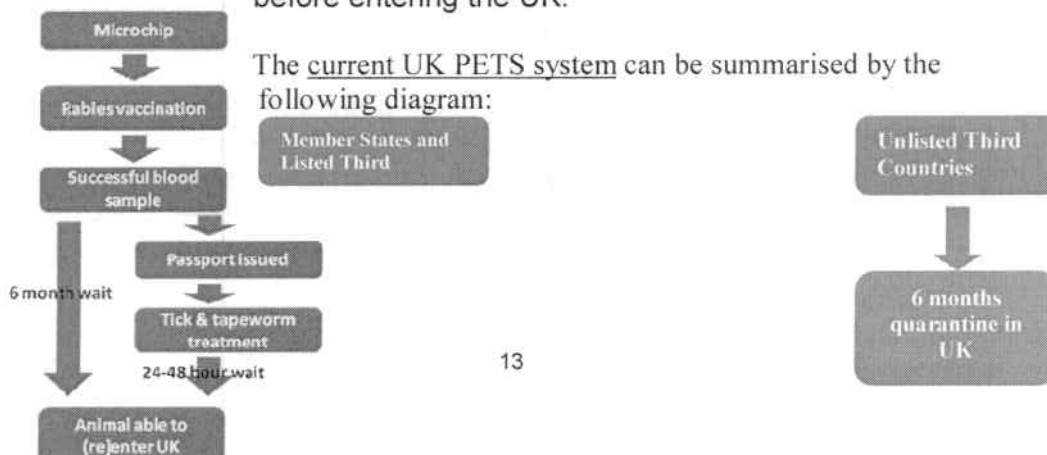 before entering the UK.
The current UK PETS system can be summarised by the
following diagram:
Microchip
Rables vaccination
Successful blood
sample
Passport issued
6 month wait
Tick & tapeworm
treatment
24-48 hour wait
Animal able to
(re)enter UK
Member States and
Listed Third
Unlisted Third
Countries
6 months
quarantine in
UK
13